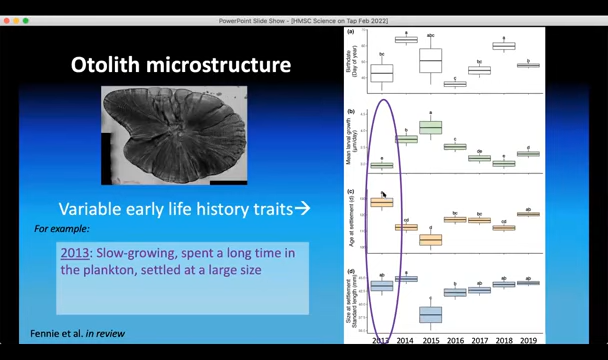 PowerPoint Slide Show - [HMSC Science on Tap Feb 2022]
Otolith microstructure
Variable early life history traits→
For example:
2013: Slow-growing, spent a long time in
the plankton, settled at a large size
Fennie et al. in review
(a)
Birthdate
(Day of year)
bc
a
abc
c
bc
a
b
(b)
Mean larval growth
(µm/day)
e
b
a
c
de
e
d
(c)
Age at settlement (d)
cd
d
bc
bc
cd
ab
(d)
Size at settlement
Standard length (mm)
ab
a
c
b
ab
ab
2013 2014 2015 2016 2017 2018 2019